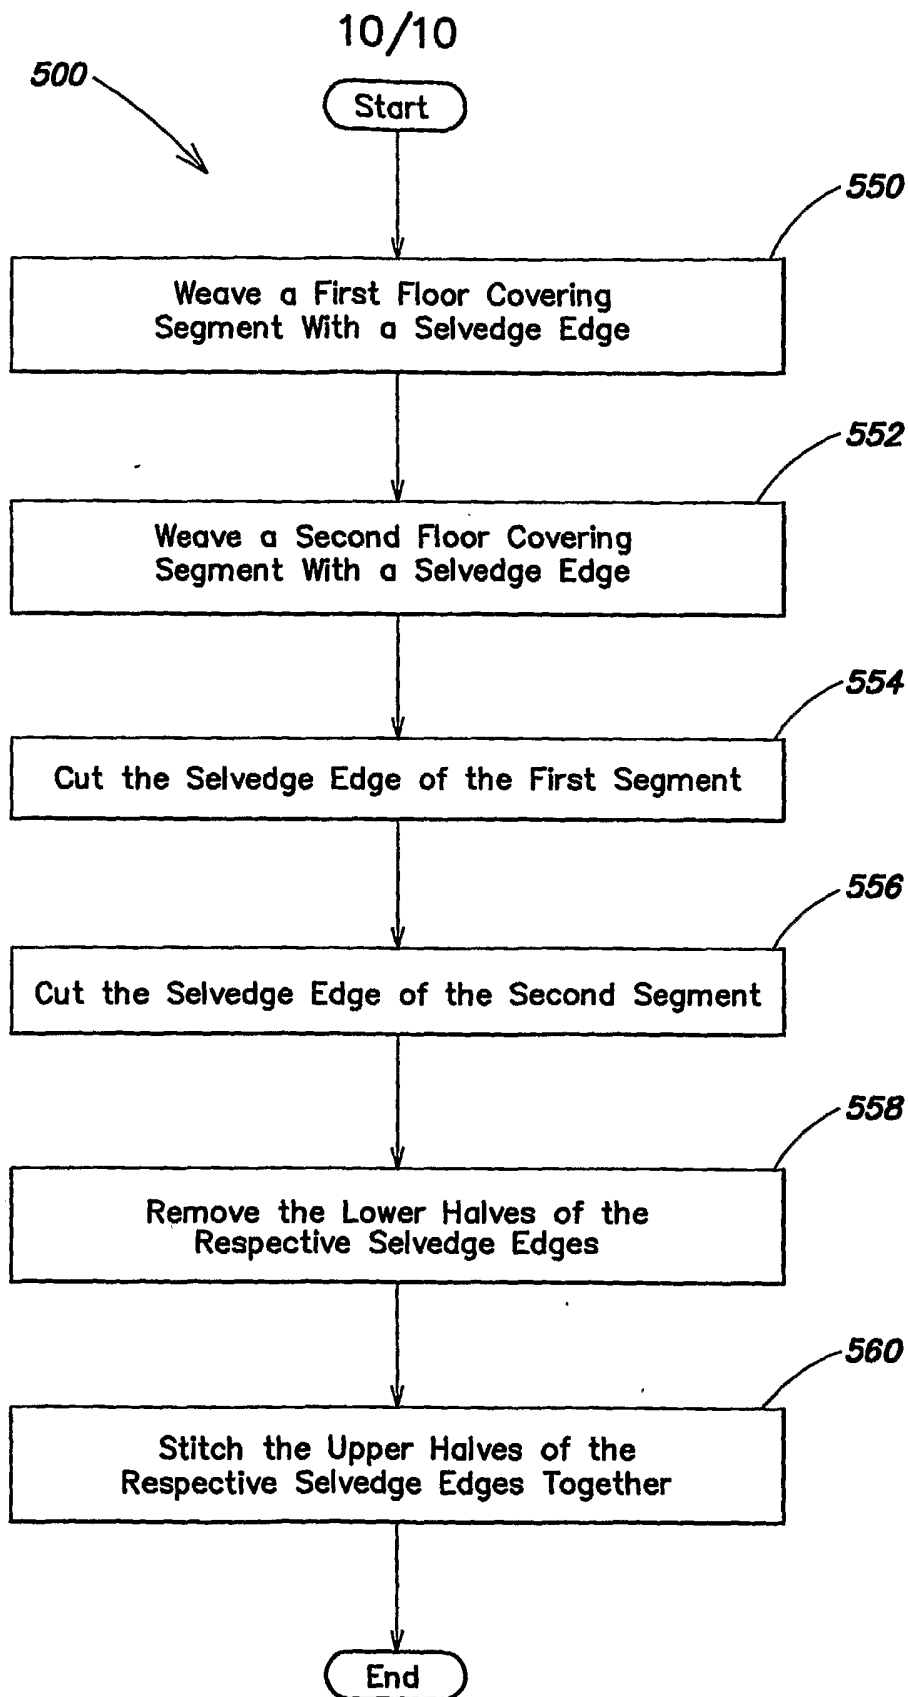 10/10
500
Start
550
Weave a First Floor Covering
Segment With a Selvedge Edge
552
Weave a Second Floor Covering
Segment With a Selvedge Edge
554
Cut the Selvedge Edge of the First Segment
556
Cut the Selvedge Edge of the Second Segment
558
Remove the Lower Halves of the
Respective Selvedge Edges
560
Stitch the Upper Halves of the
Respective Selvedge Edges Together
End